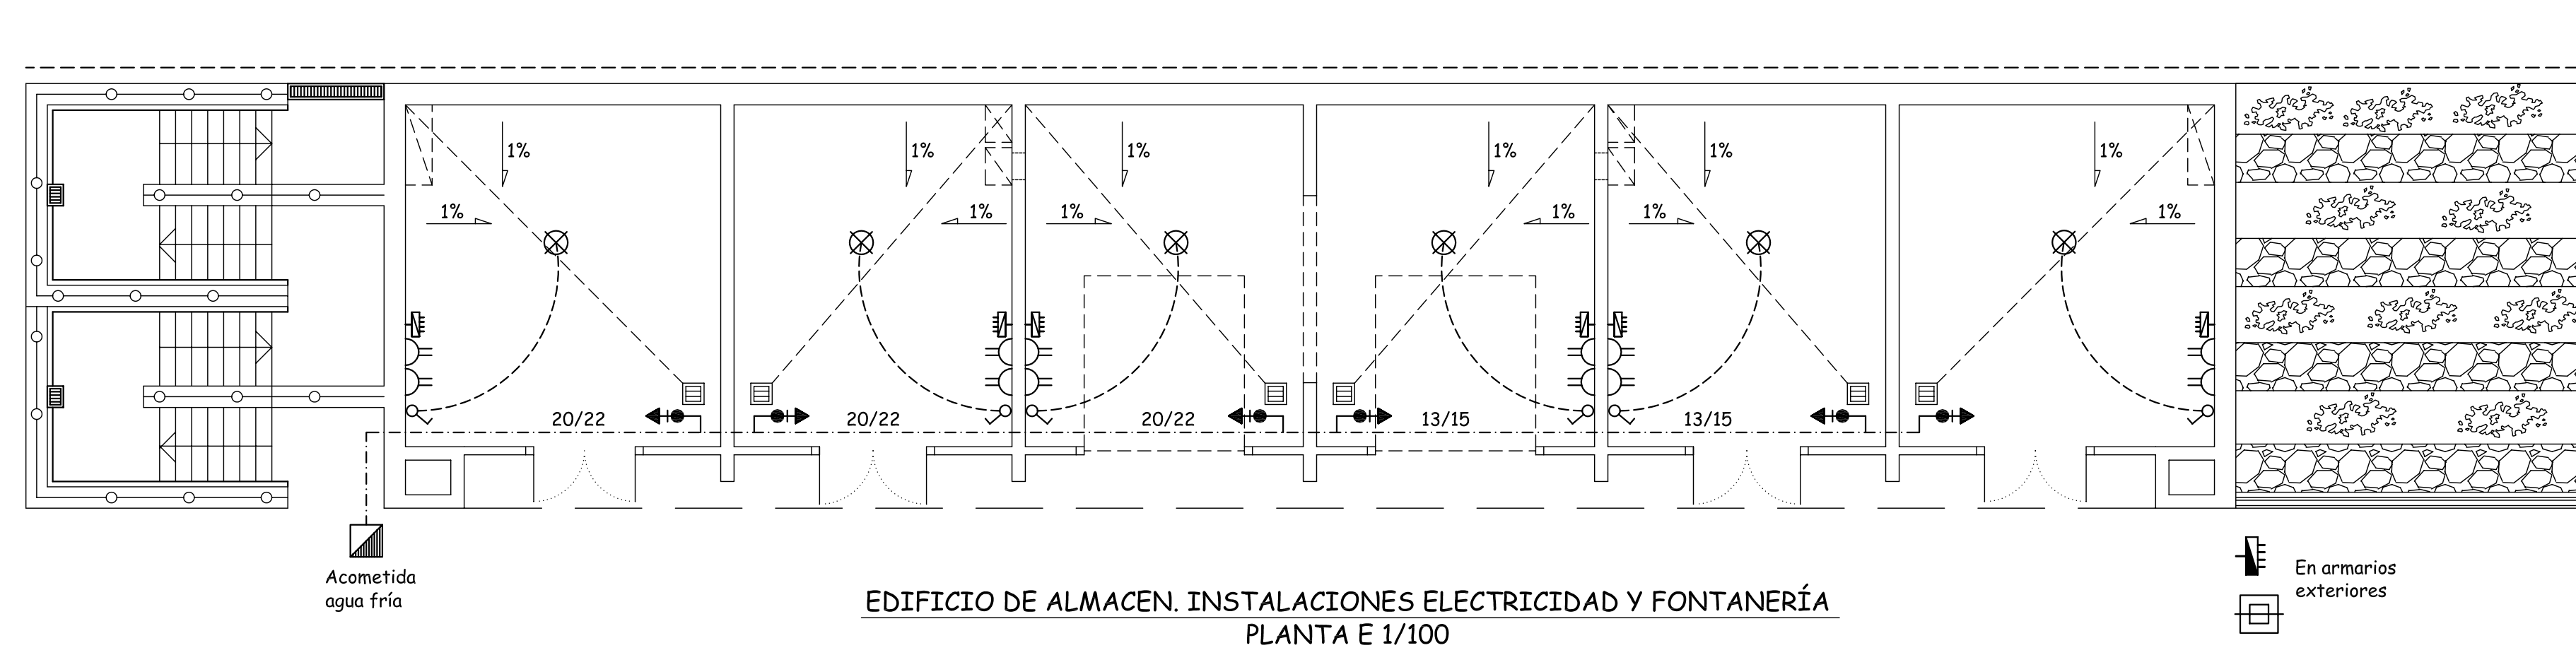 1% 1% 1% 1% 1% 1%
1% 1% 1% 1% 1% 1%
20/22 20/22 20/22 13/15 13/15
Acometida
agua fría
EDIFICIO DE ALMACEN. INSTALACIONES ELECTRICIDAD Y FONTANERÍA
PLANTA E 1/100
En armarios
exteriores